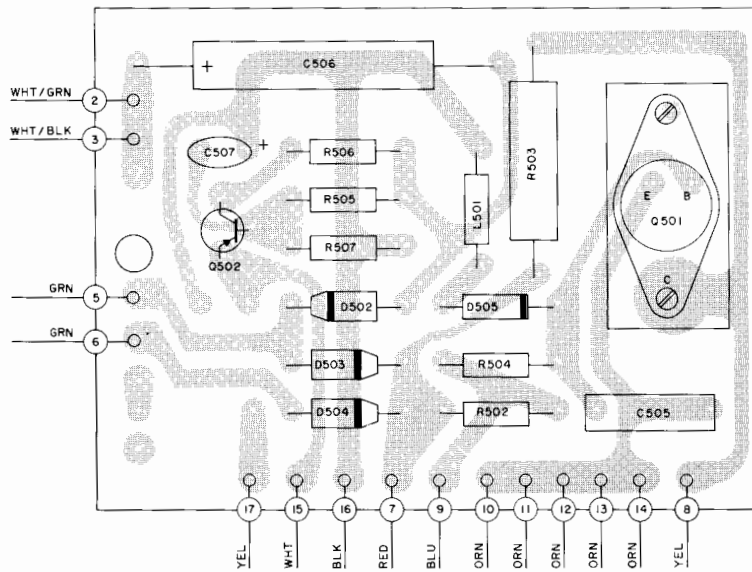 + C506
WHT/GRN 2
WHT/BLK 3
C507 +
R506
R503
R505
L501
E B
Q501
R507
Q502
C
GRN 5
D502
D505
GRN 6
D503
R504
D504
R502
C505
17 15 16 7 9 10 11 12 13 14 8
YEL WHT BLK RED BLU ORN ORN ORN ORN ORN YEL